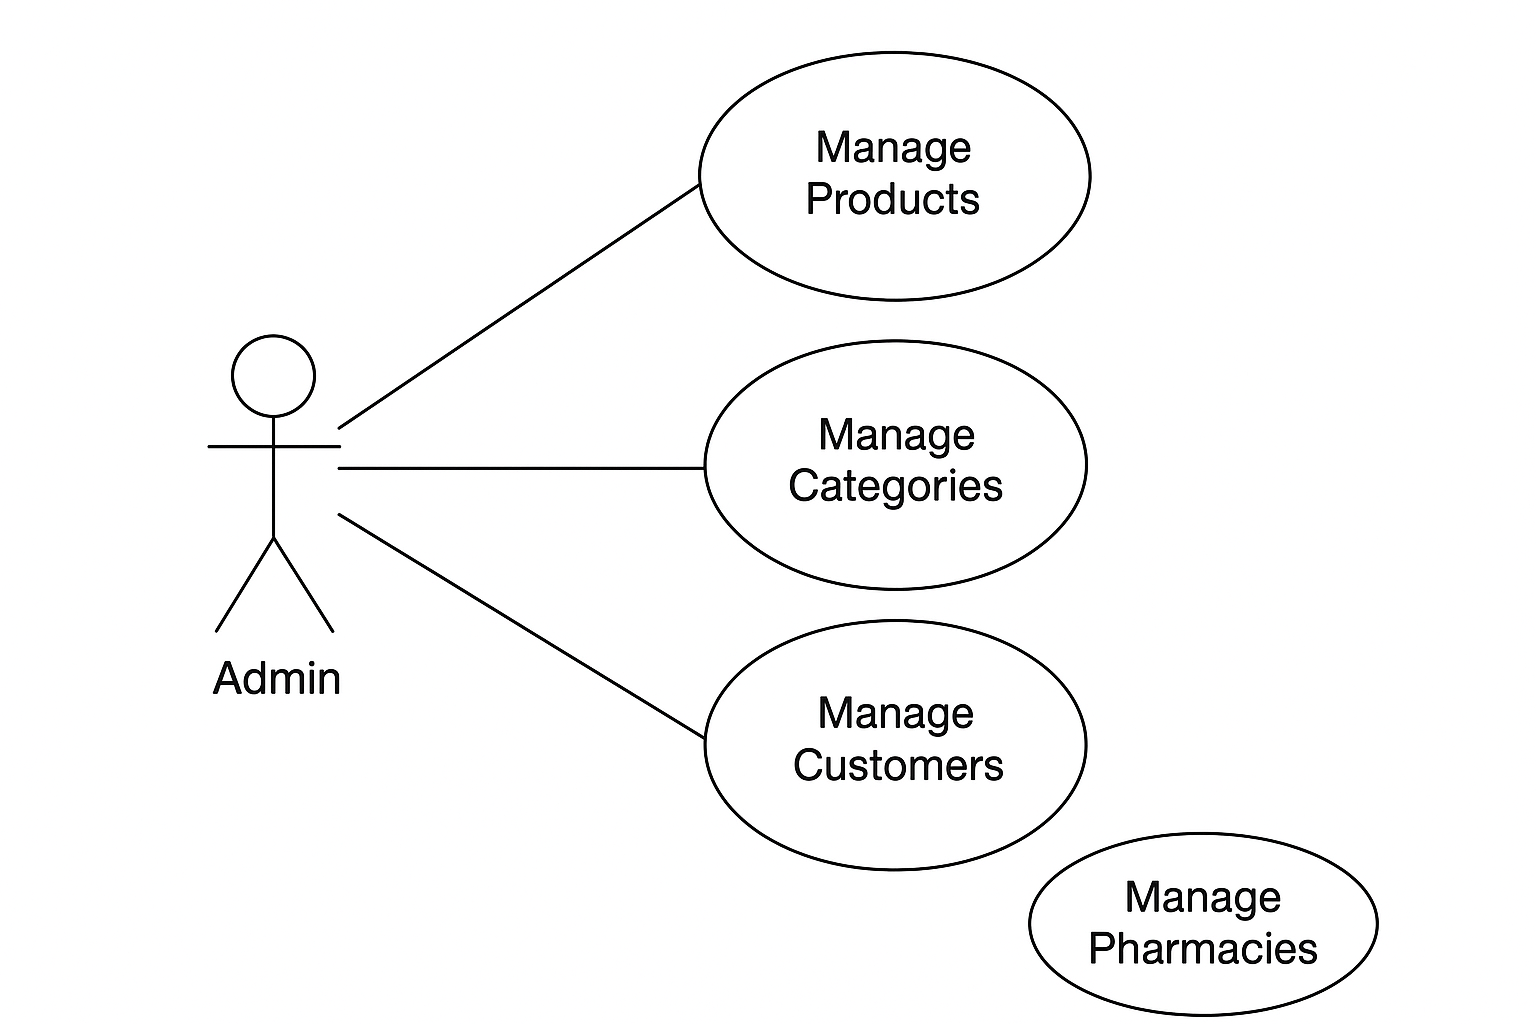 Manage
Products
Manage
Categories
Admin
Manage
Customers
Manage
Pharmacies